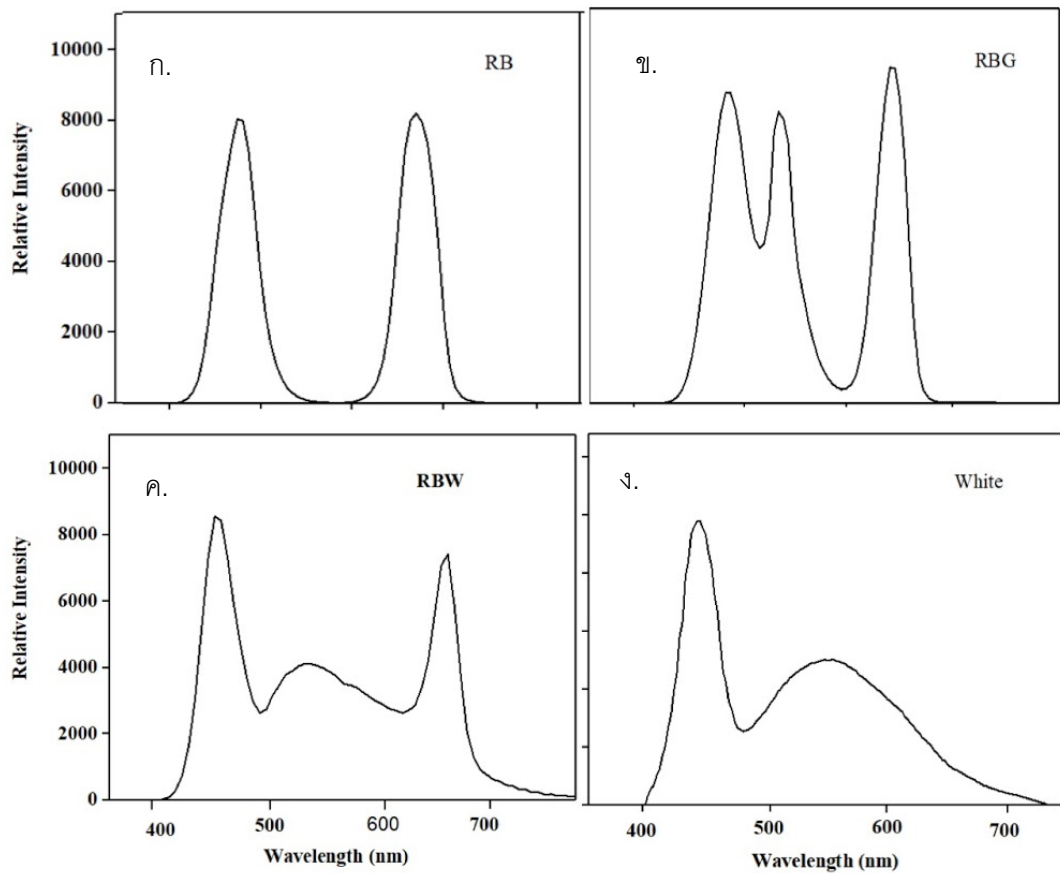 ก.
RB
10000
8000
6000
4000
2000
0
Relative Intensity
ข.
RBG
ค.
RBW
10000
8000
6000
4000
2000
0
Relative Intensity
400 500 600 700
Wavelength (nm)
ง.
White
400 500 600 700
Wavelength (nm)